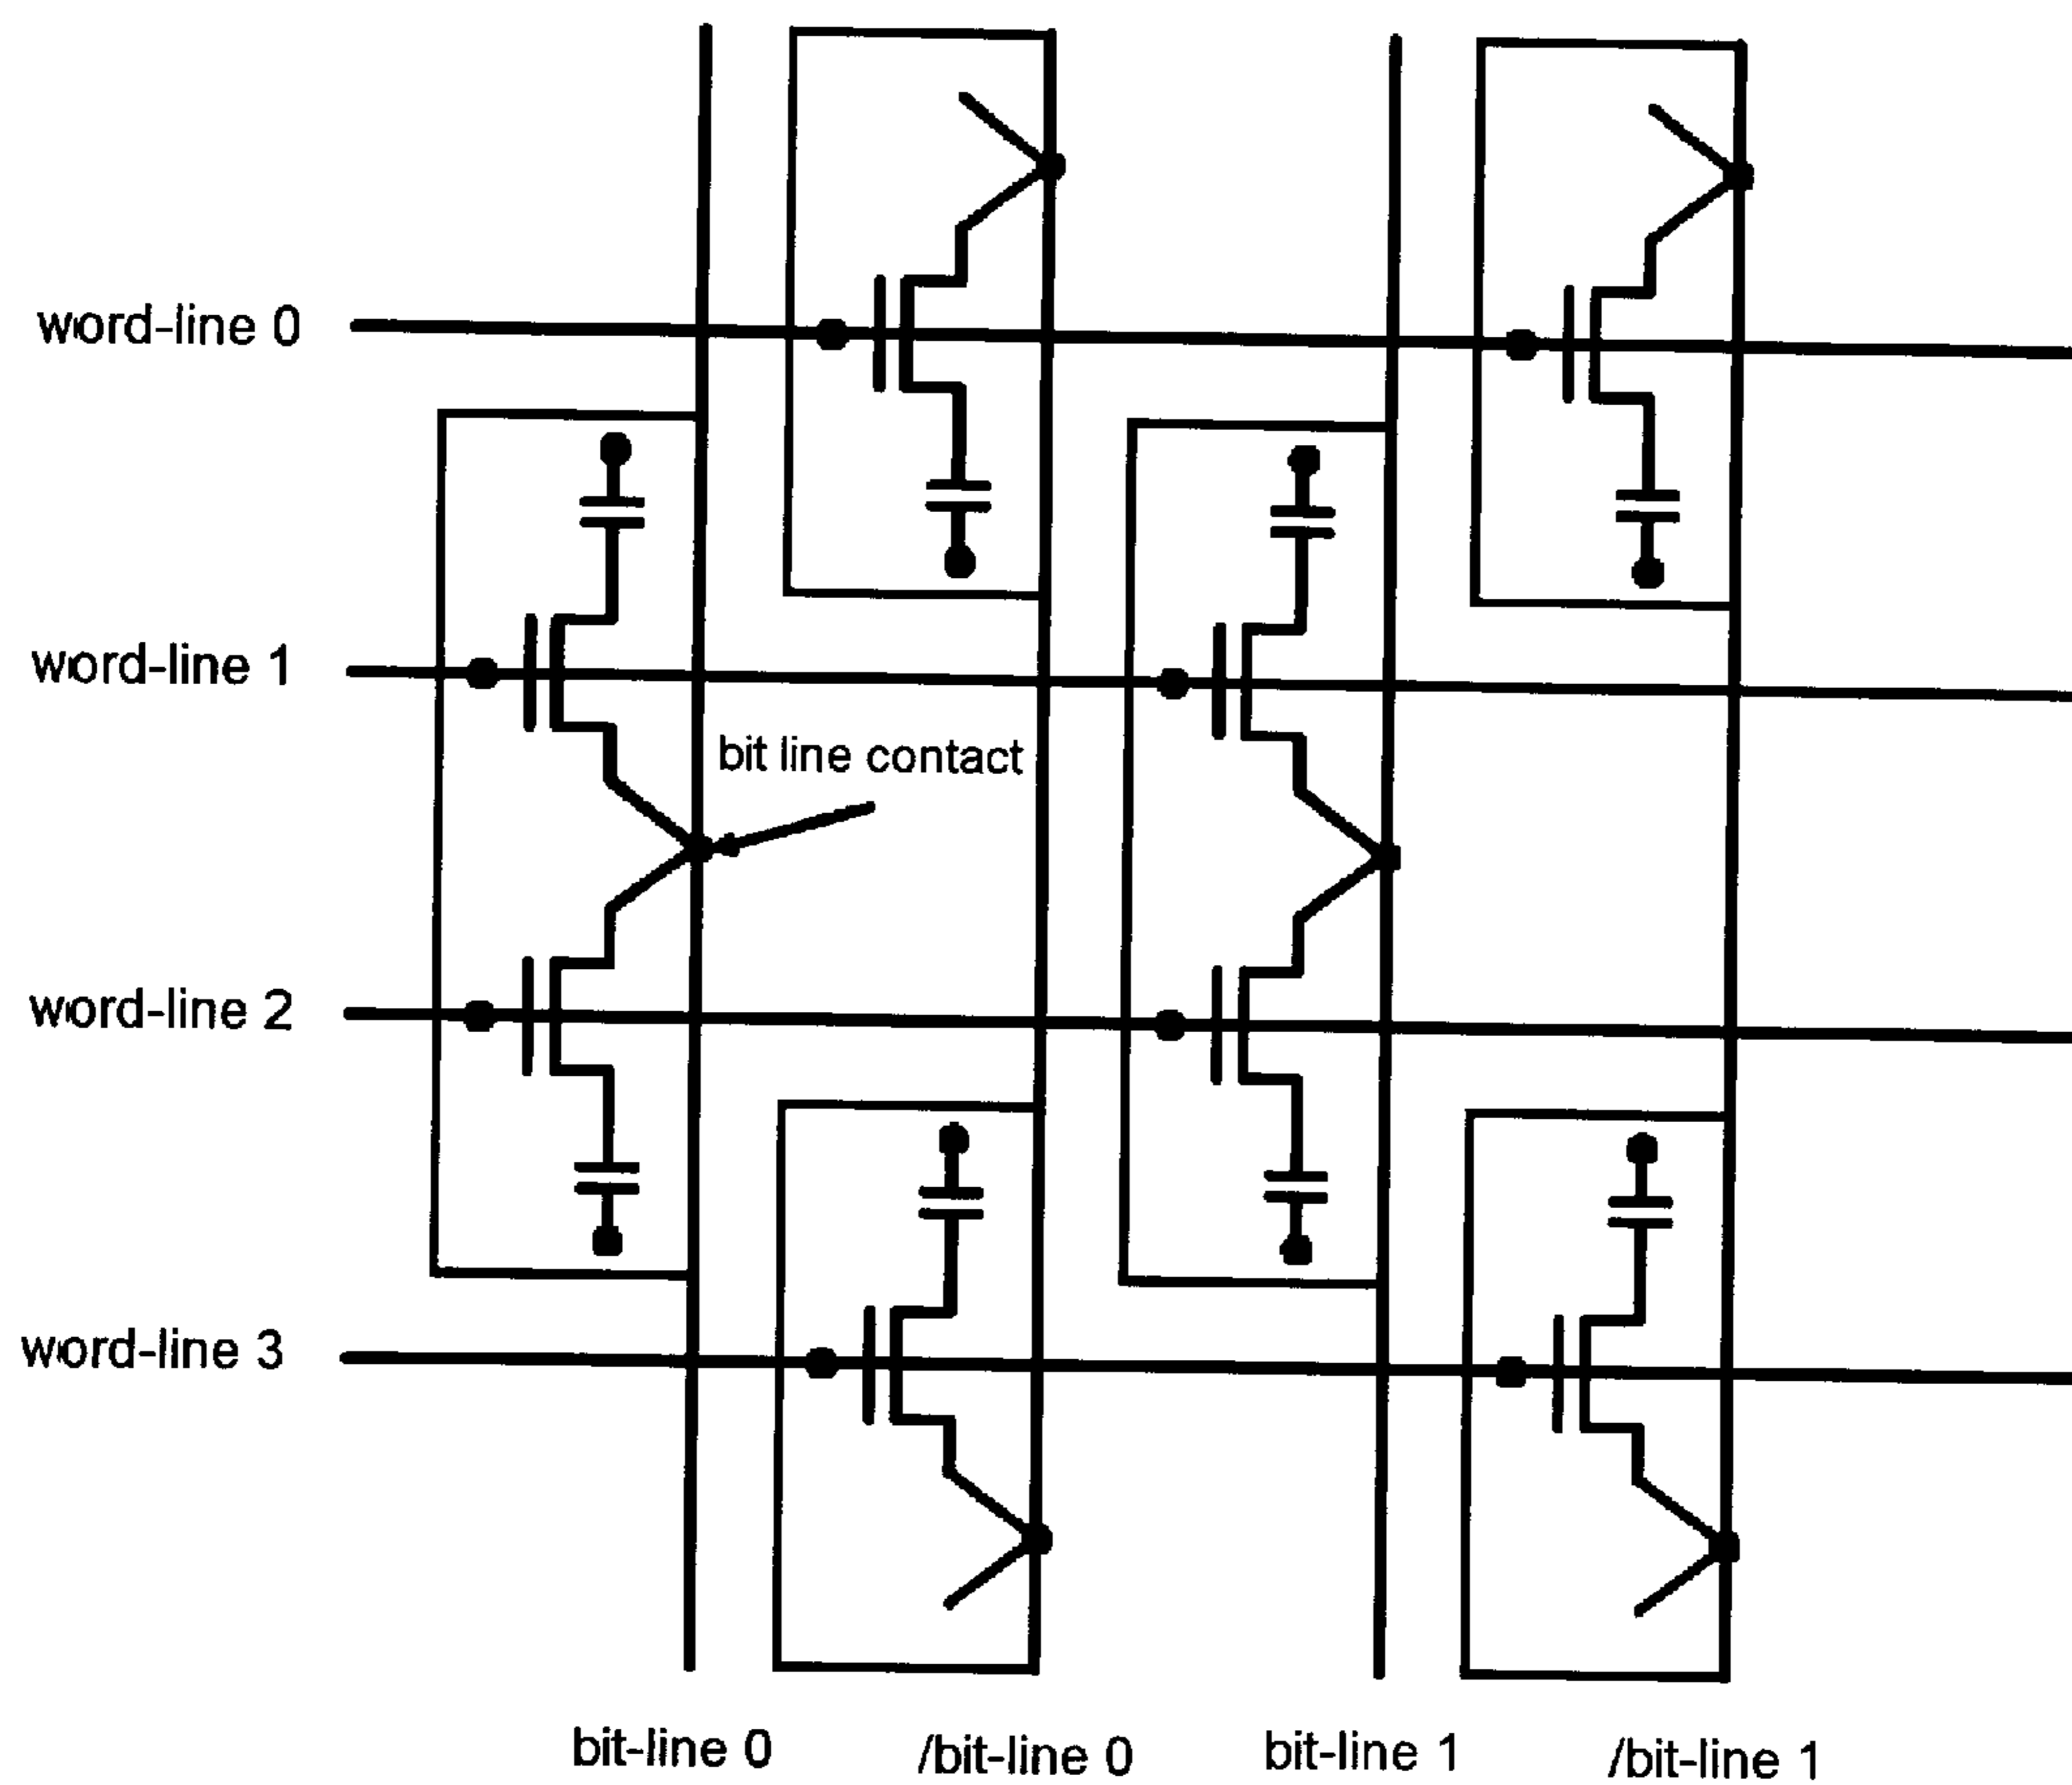 word-line 0
word-line 1
bit line contact
word-line 2
word-line 3
bit-line 0
/bit-line 0
bit-line 1
/bit-line 1